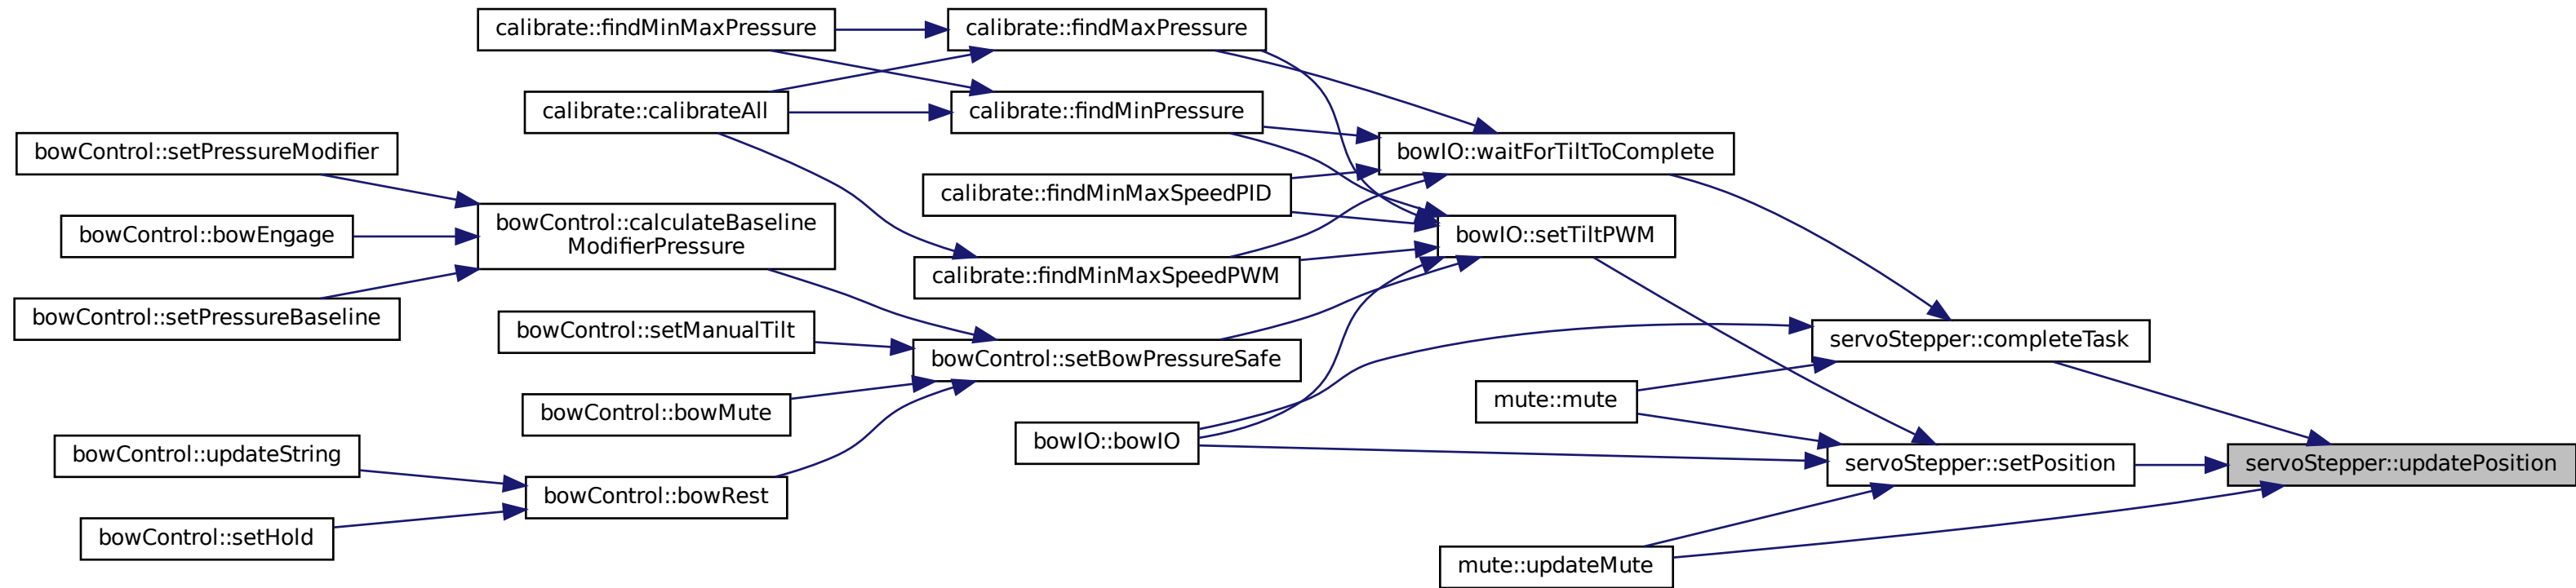 calibrate::findMinMaxPressure
calibrate::findMaxPressure
calibrate::calibrateAll
calibrate::findMinPressure
bowControl::setPressureModifier
bowIO::waitForTiltToComplete
calibrate::findMinMaxSpeedPID
bowControl::calculateBaseline
ModifierPressure
bowControl::bowEngage
bowIO::setTiltPWM
calibrate::findMinMaxSpeedPWM
bowControl::setPressureBaseline
bowControl::setManualTilt
servoStepper::completeTask
bowControl::setBowPressureSafe
mute::mute
bowControl::bowMute
bowIO::bowIO
bowControl::updateString
servoStepper::setPosition
servoStepper::updatePosition
bowControl::bowRest
bowControl::setHold
mute::updateMute